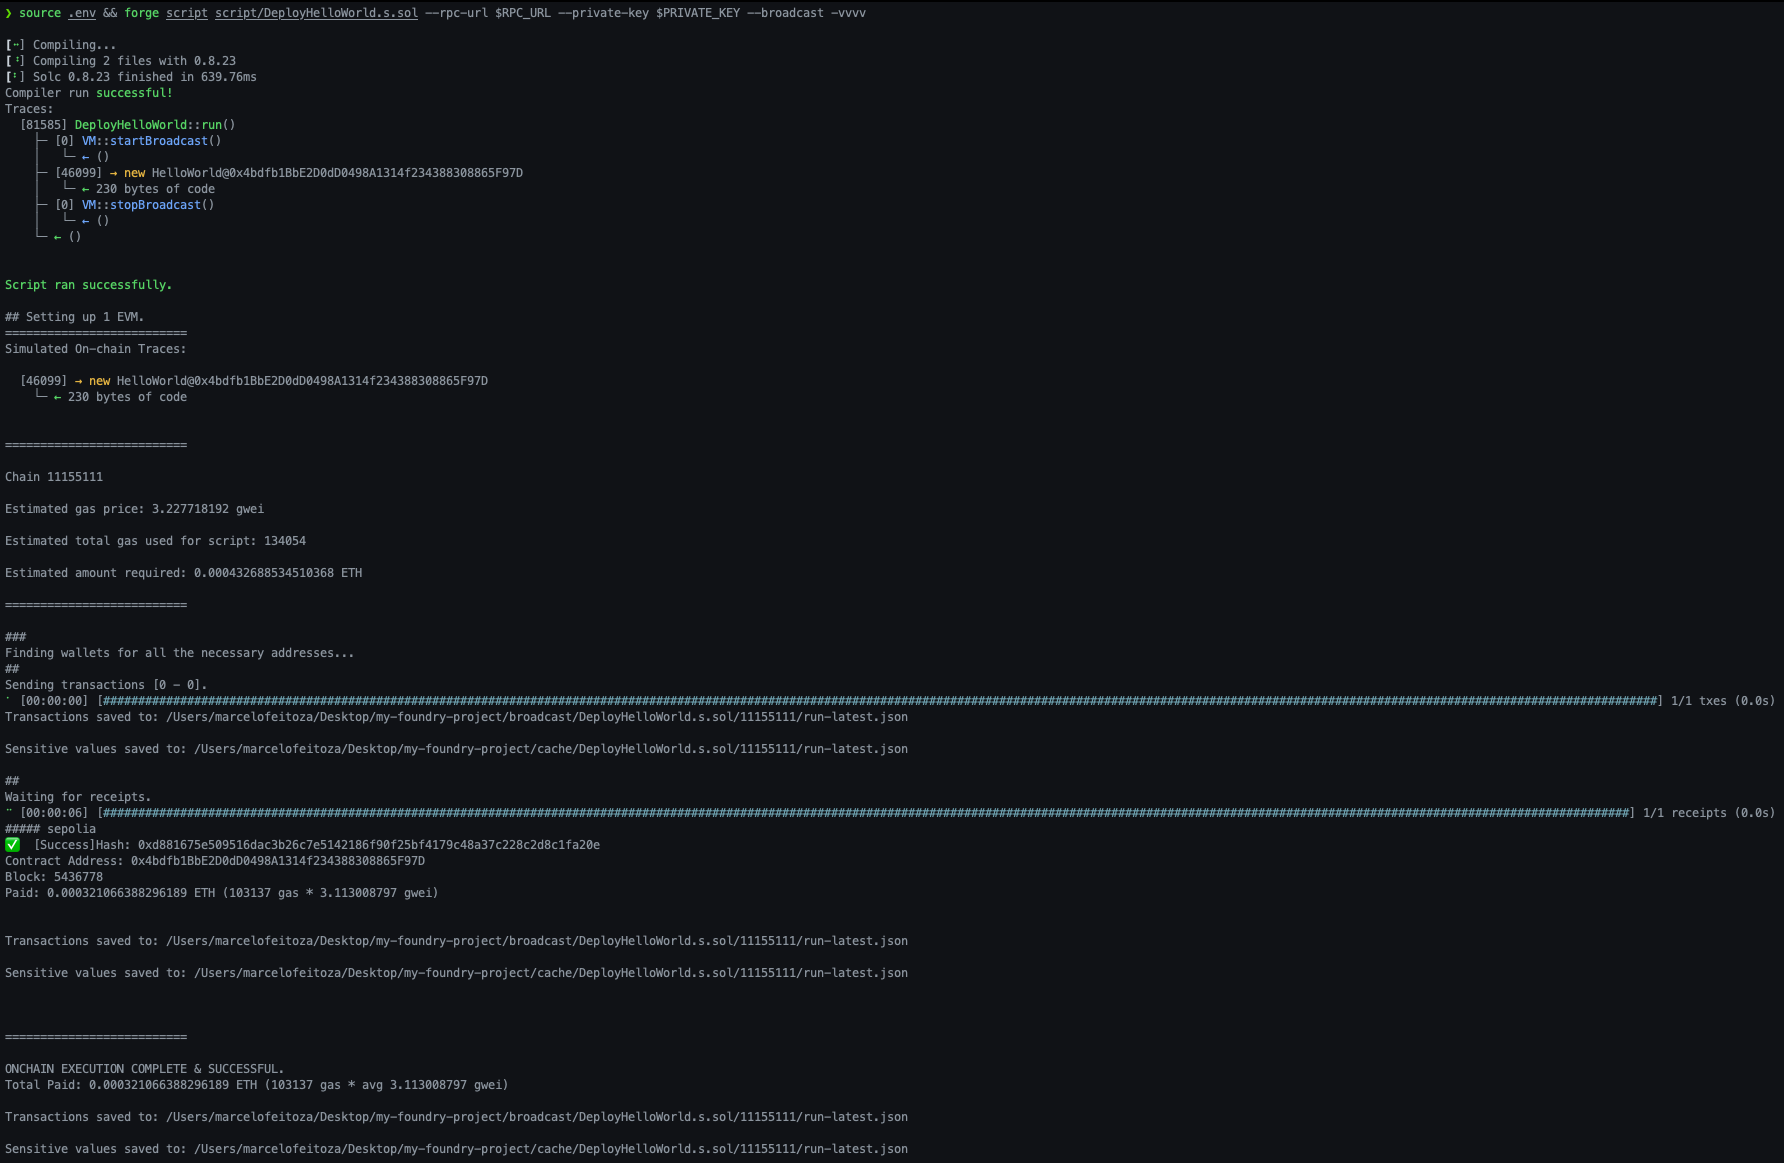 ❯ source .env && forge script script/DeployHelloWorld.s.sol --rpc-url $RPC_URL --private-key $PRIVATE_KEY --broadcast -vvvv
[⠒] Compiling...
[⠘] Compiling 2 files with 0.8.23
[⠃] Solc 0.8.23 finished in 639.76ms
Compiler run successful!
Traces:
  [81585] DeployHelloWorld::run()
    ├─ [0] VM::startBroadcast()
    │   └─ ← ()
    ├─ [46099] → new HelloWorld@0x4bdfb1BbE2D0dD0498A1314f234388308865F97D
    │   └─ ← 230 bytes of code
    ├─ [0] VM::stopBroadcast()
    │   └─ ← ()
    └─ ← ()
Script ran successfully.
## Setting up 1 EVM.
==========================
Simulated On-chain Traces:
  [46099] → new HelloWorld@0x4bdfb1BbE2D0dD0498A1314f234388308865F97D
    └─ ← 230 bytes of code
==========================
Chain 11155111
Estimated gas price: 3.227718192 gwei
Estimated total gas used for script: 134054
Estimated amount required: 0.000432688534510368 ETH
==========================
###
Finding wallets for all the necessary addresses...
##
Sending transactions [0 - 0].
[00:00:00] [##############################] 1/1 txes (0.0s)
Transactions saved to: /Users/marcelofeitoza/Desktop/my-foundry-project/broadcast/DeployHelloWorld.s.sol/11155111/run-latest.json
Sensitive values saved to: /Users/marcelofeitoza/Desktop/my-foundry-project/cache/DeployHelloWorld.s.sol/11155111/run-latest.json
##
Waiting for receipts.
[00:00:06] [##############################] 1/1 receipts (0.0s)
##### sepolia
✅  [Success]Hash: 0xd881675e509516dac3b26c7e5142186f90f25bf4179c48a37c228c2d8c1fa20e
Contract Address: 0x4bdfb1BbE2D0dD0498A1314f234388308865F97D
Block: 5436778
Paid: 0.000321066388296189 ETH (103137 gas * 3.113008797 gwei)
Transactions saved to: /Users/marcelofeitoza/Desktop/my-foundry-project/broadcast/DeployHelloWorld.s.sol/11155111/run-latest.json
Sensitive values saved to: /Users/marcelofeitoza/Desktop/my-foundry-project/cache/DeployHelloWorld.s.sol/11155111/run-latest.json
==========================
ONCHAIN EXECUTION COMPLETE & SUCCESSFUL.
Total Paid: 0.000321066388296189 ETH (103137 gas * avg 3.113008797 gwei)
Transactions saved to: /Users/marcelofeitoza/Desktop/my-foundry-project/broadcast/DeployHelloWorld.s.sol/11155111/run-latest.json
Sensitive values saved to: /Users/marcelofeitoza/Desktop/my-foundry-project/cache/DeployHelloWorld.s.sol/11155111/run-latest.json